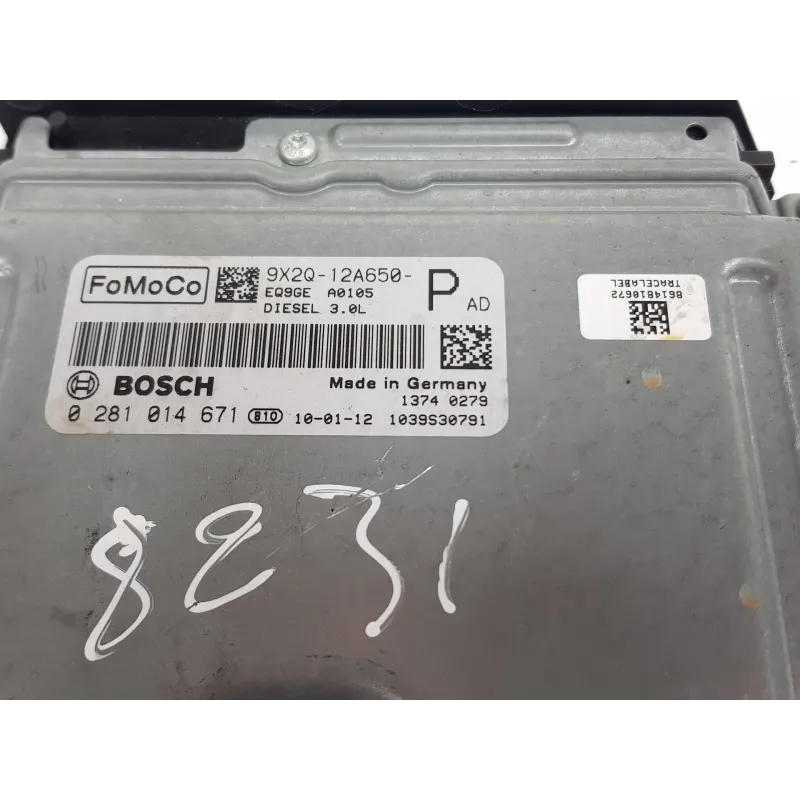 FoMoCo
9X2Q-12A650-
EQ9GE A0105
DIESEL 3.0L
P AD
BOSCH
Made in Germany
1374 0279
0 281 014 671 810 10-01-12 1039S30791
8614810672
TRACELABEL
8231